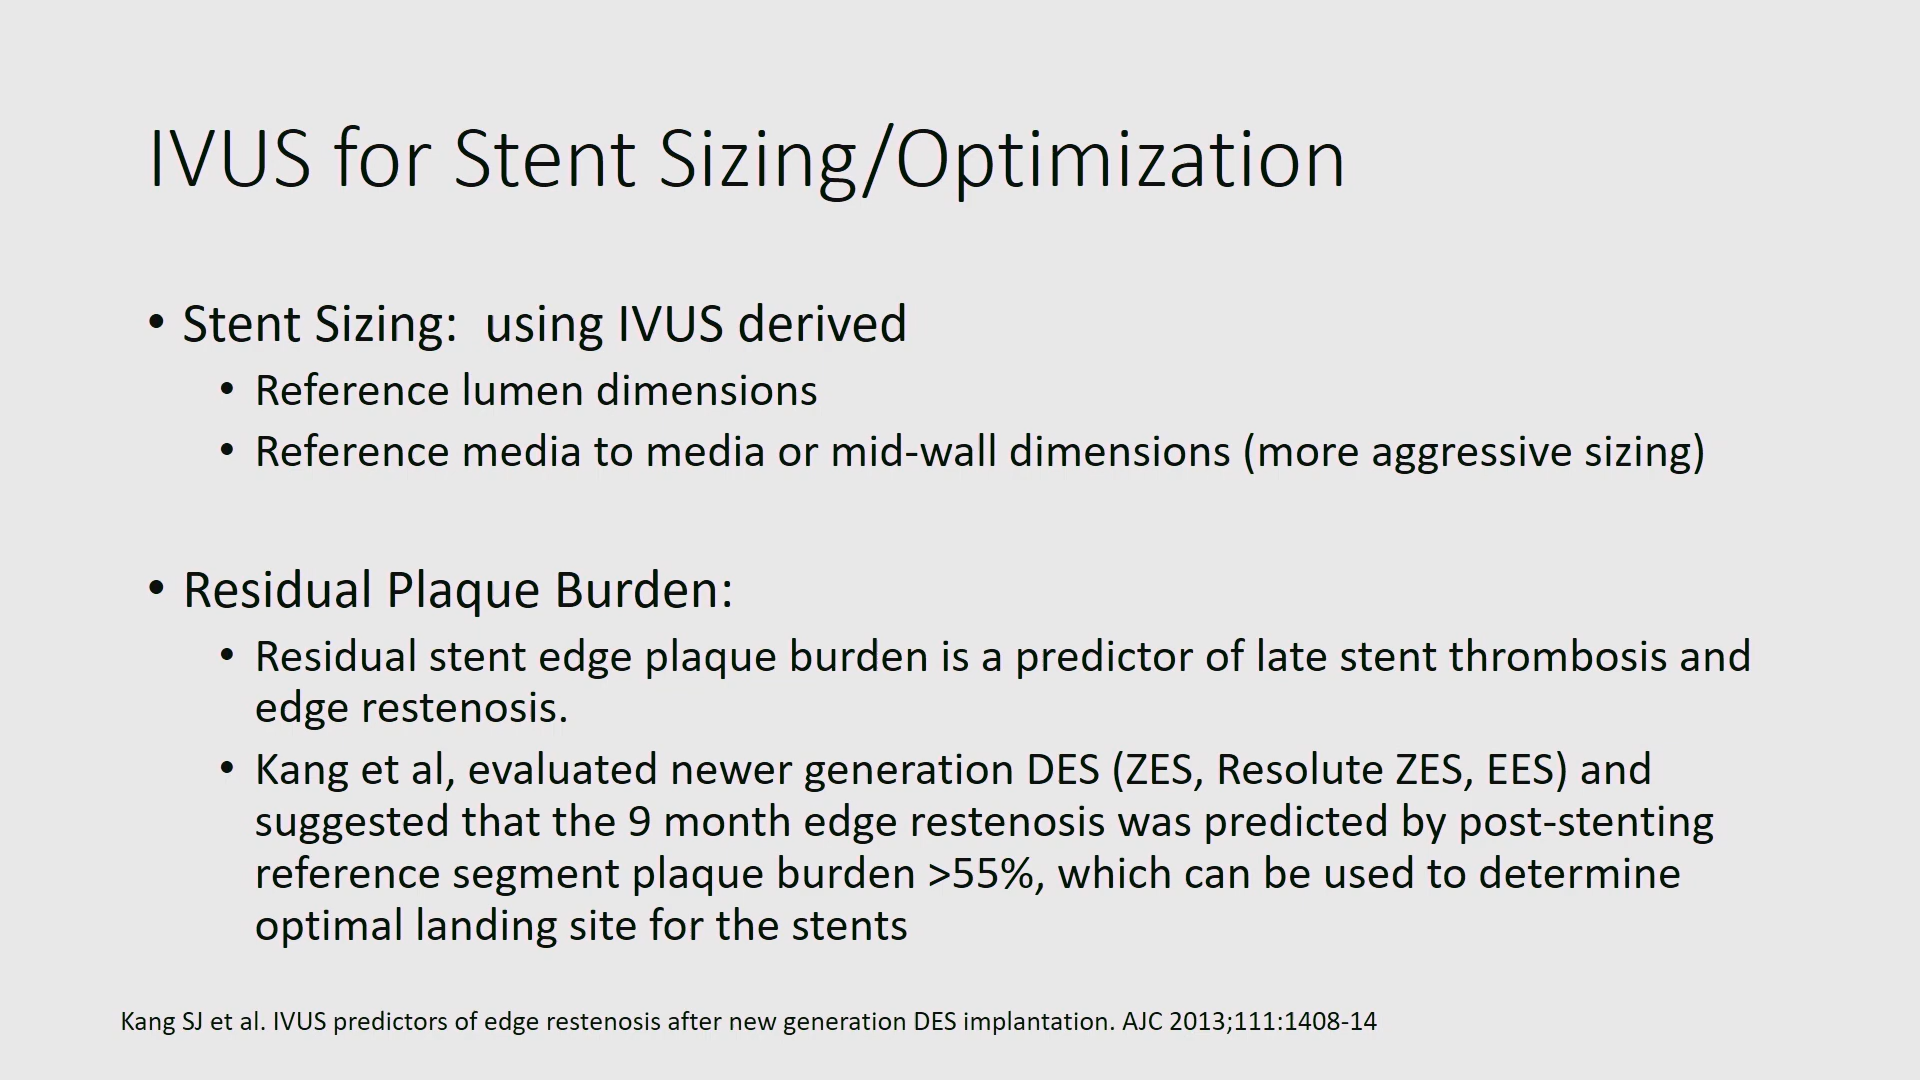 IVUS for Stent Sizing/Optimization
• Stent Sizing:  using IVUS derived
• Reference lumen dimensions
• Reference media to media or mid-wall dimensions (more aggressive sizing)
• Residual Plaque Burden:
• Residual stent edge plaque burden is a predictor of late stent thrombosis and
edge restenosis.
• Kang et al, evaluated newer generation DES (ZES, Resolute ZES, EES) and
suggested that the 9 month edge restenosis was predicted by post-stenting
reference segment plaque burden >55%, which can be used to determine
optimal landing site for the stents
Kang SJ et al. IVUS predictors of edge restenosis after new generation DES implantation. AJC 2013;111:1408-14